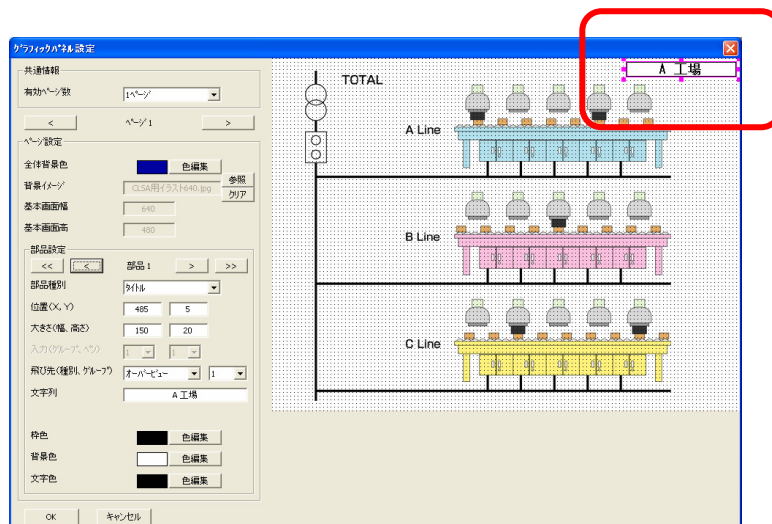 グラフィックパネル設定
共通情報
有効ページ数 1ページ
< ページ1 >
ページ設定
全体背景色 色編集
背景イメージ CLSA用イラスト640.jpg 参照
クリア
基本画面幅 640
基本画面高 480
部品設定
<< < 部品 1 > >>
部品種別 タイトル
位置(X, Y) 485 5
大きさ(幅、高さ) 150 20
入力(グループ、ペン) 1 1
飛び先(種別、グループ) オーバービュー 1
文字列 A 工場
枠色 色編集
背景色 色編集
文字色 色編集
OK キャンセル
A 工場
TOTAL
A Line
B Line
C Line